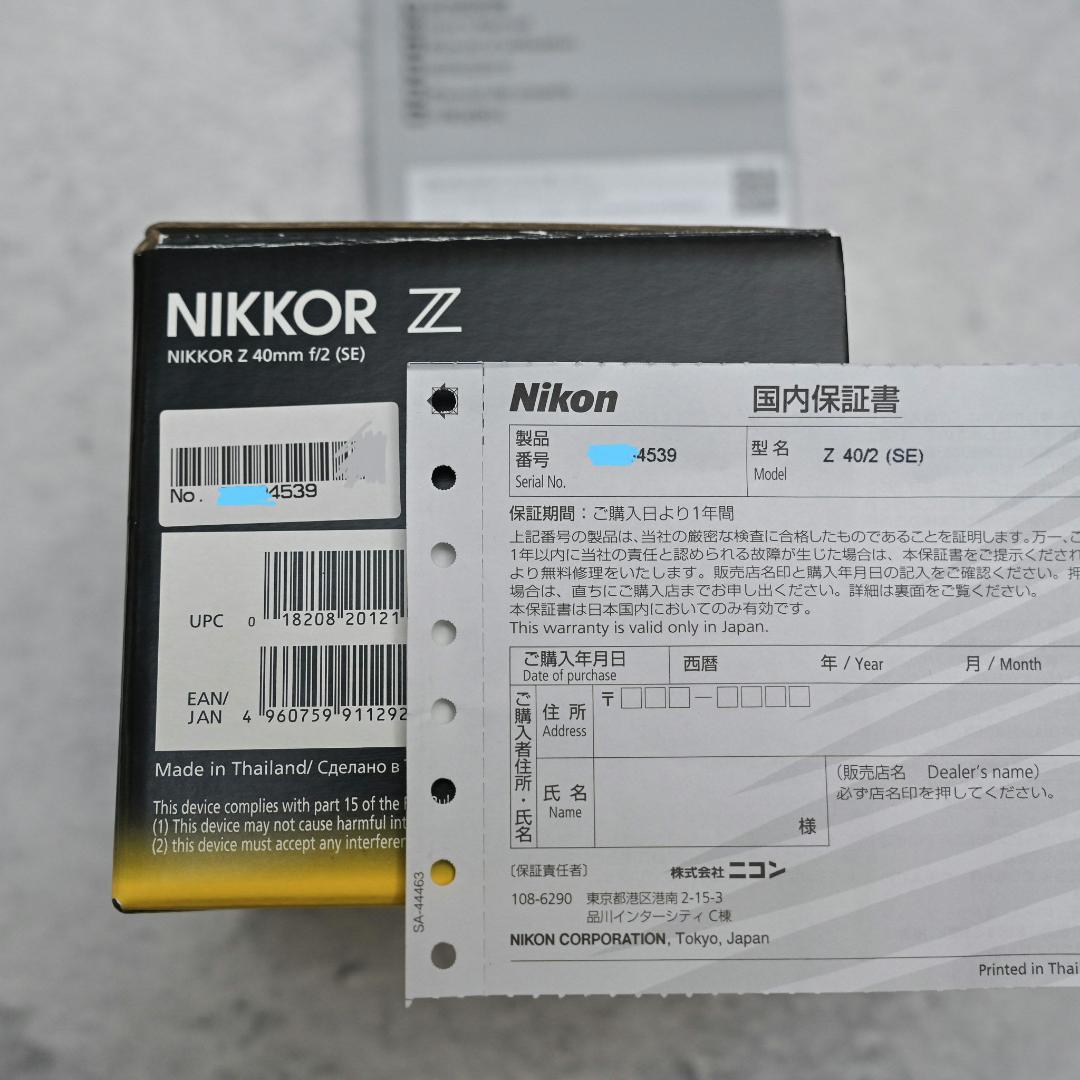 NIKKOR Z
NIKKOR Z 40mm f/2 (SE)
No. 4539
UPC 0 18208 20121
EAN/
JAN 4 960759 911292
Made in Thailand/ Сделано в
This device complies with part 15 of the
(1) This device may not cause harmful
(2) this device must accept any
SA-44463
Nikon 国内保証書
製品
番号
Serial No.
4539
型名
Model
Z 40/2 (SE)
保証期間：ご購入日より1年間
上記番号の製品は、当社の厳密な検査に合格したものであることを証明します。万一、ご
1年以内に当社の責任と認められる故障が生じた場合は、本保証書をご提示くだされ
より無料修理をいたします。販売店名印と購入年月日の記入をご確認ください。押
場合は、直ちにご購入店までお申し出ください。詳細は裏面をご覧ください。
本保証書は日本国内においてのみ有効です。
This warranty is valid only in Japan.
ご購入年月日
Date of purchase
西暦 年 / Year 月 / Month
ご購入者住所・氏名
住所
Address
〒
氏名
Name
様
（販売店名 Dealer's name）
必ず店名印を押してください。
〔保証責任者〕 株式会社 ニコン
108-6290 東京都港区港南2-15-3
品川インターシティC棟
NIKON CORPORATION, Tokyo, Japan
Printed in Thai